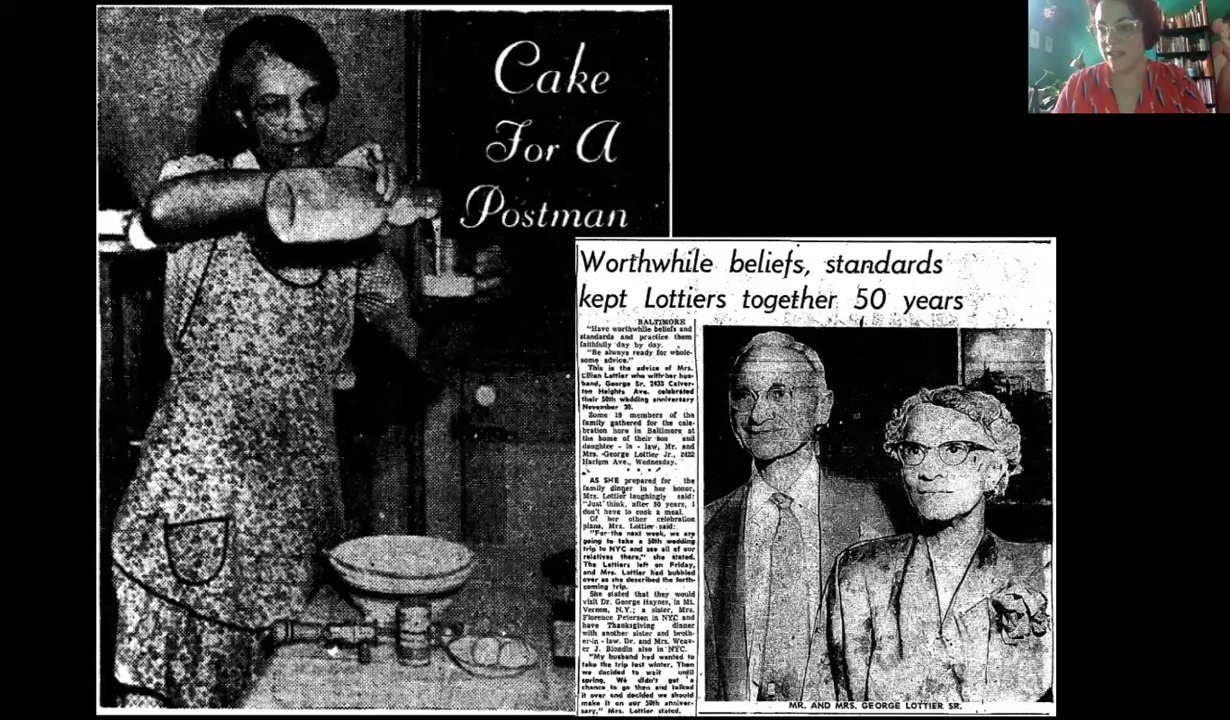 Cake
For A
Postman
Worthwhile beliefs, standards
kept Lottiers together 50 years
BALTIMORE
"Have worthwhile beliefs and
standards and practice them
faithfully day by day.
"Be always ready for whole-
some advice."
This is the advice of Mrs.
Lillian Lottier who with her hus-
band, George Sr. 2433 Calver-
ton Heights Ave. celebrated
their 50th wedding anniversary
November 20.
Some 19 members of the
family gathered for the cele-
bration here in Baltimore at
the home of their son and
daughter - in - law, Mr. and
Mrs. George Lottier Jr., 2422
Harlem Ave., Wednesday.
AS SHE prepared for the
family dinner in her honor,
Mrs. Lottier laughingly said:
"Just think, after 50 years, I
don't have to cook a meal.
Of her other celebration
plans, Mrs. Lottier said:
"For the next week, we are
going to take a 50th wedding
trip to NYC and see all of our
relatives there," she stated.
The Lottiers left on Friday,
and Mrs. Lottier had bubbled
over as she described the forth-
coming trip.
She stated that they would
visit Dr. George Haynes, in Mt.
Vernon, N.Y.; a sister, Mrs.
Florence Petersen in NYC and
have Thanksgiving dinner
with another sister and broth-
er-in - law. Dr. and Mrs. Weav-
er J. Blondin also in NYC.
"My husband had wanted to
take the trip last winter. Then
we decided to wait until
spring. We didn't get a
chance to go then and talked
it over and decided we should
make it on our 50th anniver-
sary," Mrs. Lottier stated.
MR. AND MRS. GEORGE LOTTIER SR.